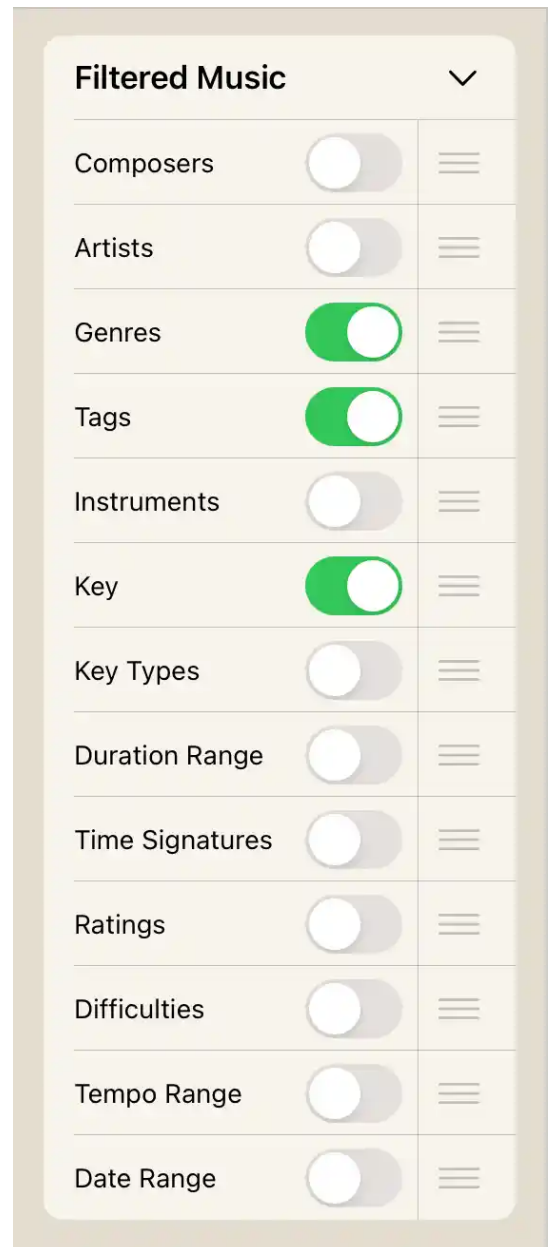 Filtered Music
Composers
Artists
Genres
Tags
Instruments
Key
Key Types
Duration Range
Time Signatures
Ratings
Difficulties
Tempo Range
Date Range